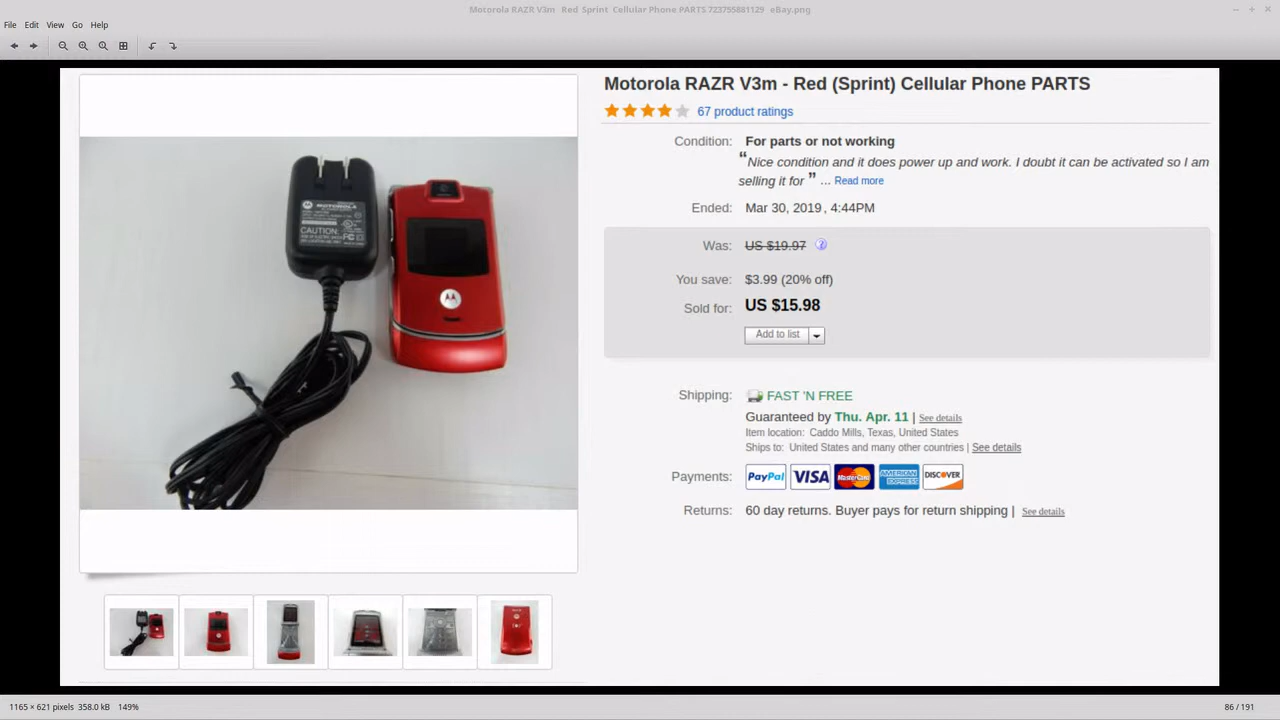 Motorola RAZR V3m   Red  Sprint  Cellular Phone PARTS 723795881129   eBay.png
File Edit View Go Help
Motorola RAZR V3m - Red (Sprint) Cellular Phone PARTS
67 product ratings
Condition: For parts or not working
“Nice condition and it does power up and work. I doubt it can be activated so I am
selling it for ” ... Read more
Ended: Mar 30, 2019 , 4:44PM
Was: US $19.97 ?
You save: $3.99 (20% off)
Sold for: US $15.98
Add to list
Shipping: FAST 'N FREE
Guaranteed by Thu. Apr. 11 | See details
Item location: Caddo Mills, Texas, United States
Ships to: United States and many other countries | See details
Payments: PayPal VISA MasterCard AMERICAN EXPRESS DISCOVER
Returns: 60 day returns. Buyer pays for return shipping | See details
MOTOROLA
CAUTION:
1165 × 621 pixels 358.0 kB 149%
86 / 191